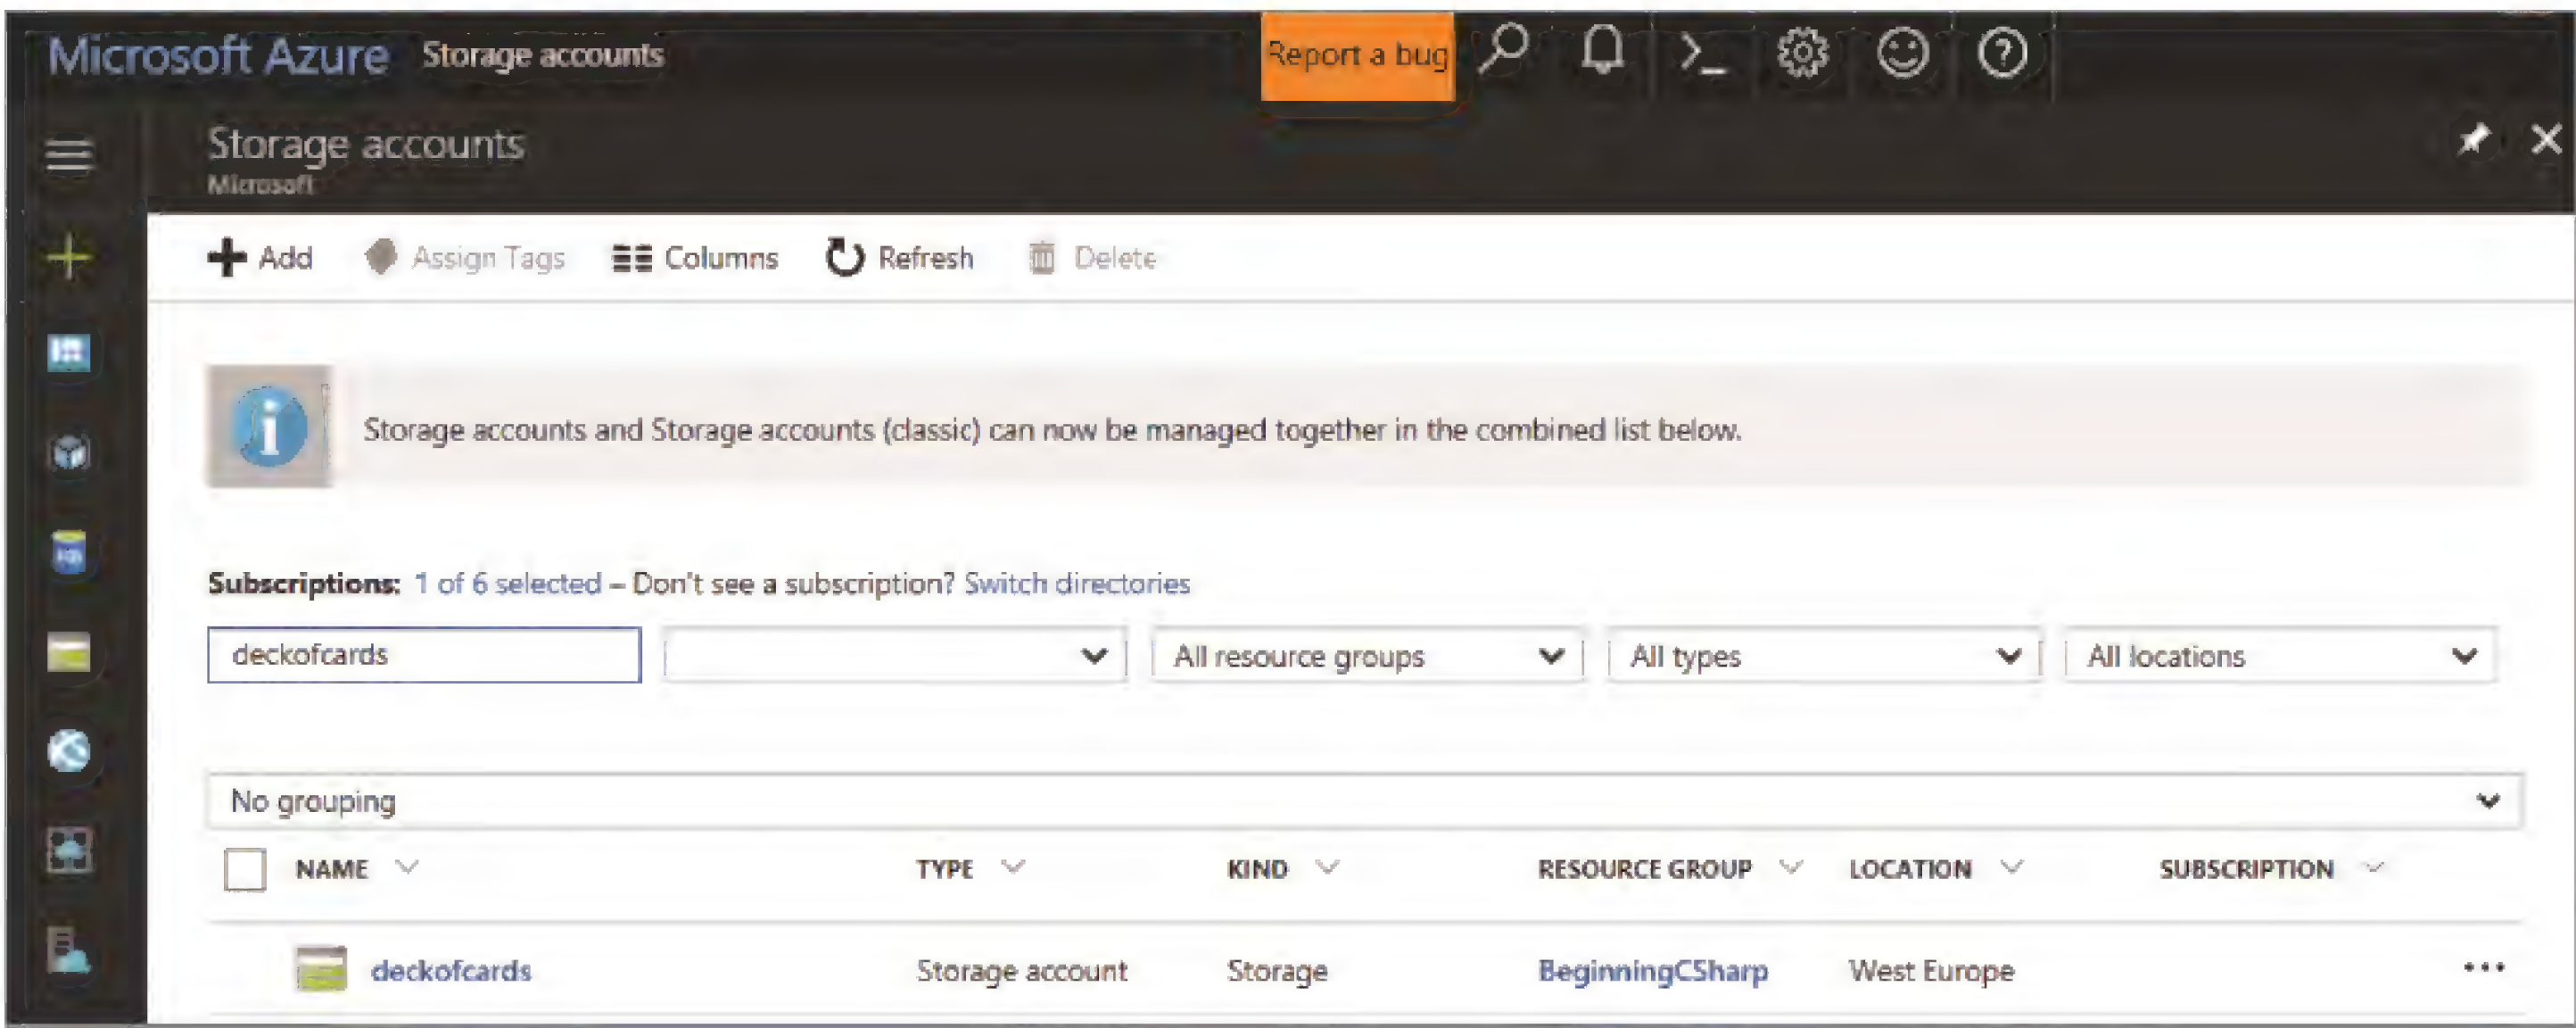 Microsoft Azure Storage accounts Report a bug
Storage accounts
Microsoft
Add Assign Tags Columns Refresh Delete
Storage accounts and Storage accounts (classic) can now be managed together in the combined list below.
Subscriptions: 1 of 6 selected – Don't see a subscription? Switch directories
deckofcards All resource groups All types All locations
No grouping
NAME TYPE KIND RESOURCE GROUP LOCATION SUBSCRIPTION
deckofcards Storage account Storage BeginningCSharp West Europe